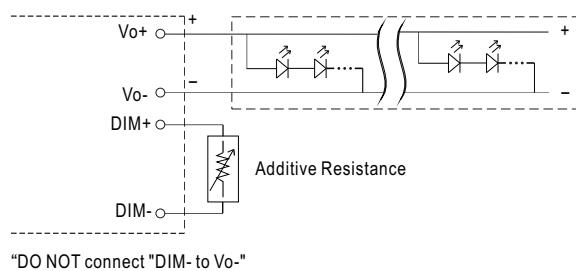 Vo+
+
+
−
Vo-
−
DIM+
Additive Resistance
DIM-
"DO NOT connect "DIM- to Vo-"